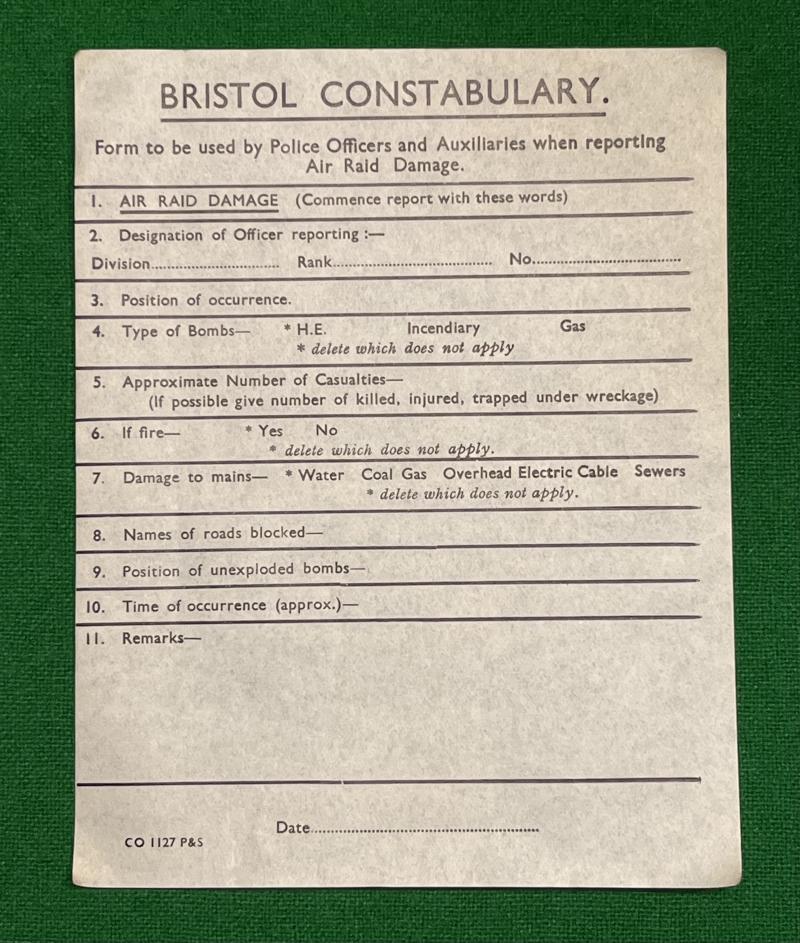 BRISTOL CONSTABULARY.
Form to be used by Police Officers and Auxiliaries when reporting
Air Raid Damage.
1. AIR RAID DAMAGE (Commence report with these words)
2. Designation of Officer reporting :—
Division.............................. Rank..................................... No....................................
3. Position of occurrence.
4. Type of Bombs— * H.E. Incendiary Gas
* delete which does not apply
5. Approximate Number of Casualties—
(If possible give number of killed, injured, trapped under wreckage)
6. If fire— * Yes No
* delete which does not apply.
7. Damage to mains— * Water Coal Gas Overhead Electric Cable Sewers
* delete which does not apply.
8. Names of roads blocked—
9. Position of unexploded bombs—
10. Time of occurrence (approx.)—
11. Remarks—
Date.....................................................
CO 1127 P&S